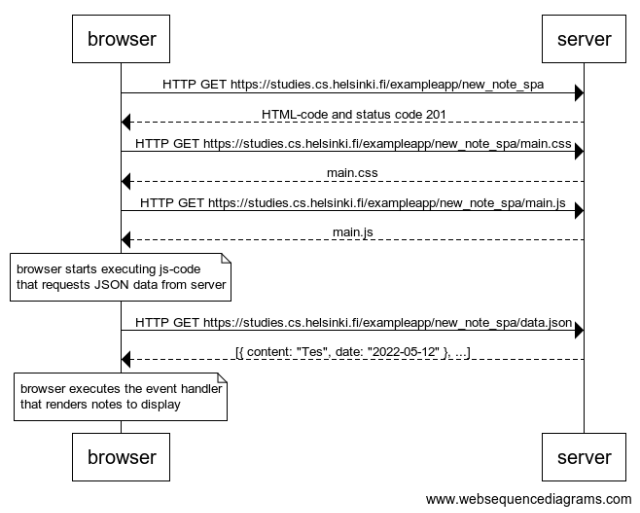 browser server
HTTP GET https://studies.cs.helsinki.fi/exampleapp/new_note_spa
HTML-code and status code 201
HTTP GET https://studies.cs.helsinki.fi/exampleapp/new_note_spa/main.css
main.css
HTTP GET https://studies.cs.helsinki.fi/exampleapp/new_note_spa/main.js
main.js
browser starts executing js-code
that requests JSON data from server
HTTP GET https://studies.cs.helsinki.fi/exampleapp/new_note_spa/data.json
[{ content: "Tes", date: "2022-05-12" }, ...]
browser executes the event handler
that renders notes to display
browser server
www.websequencediagrams.com